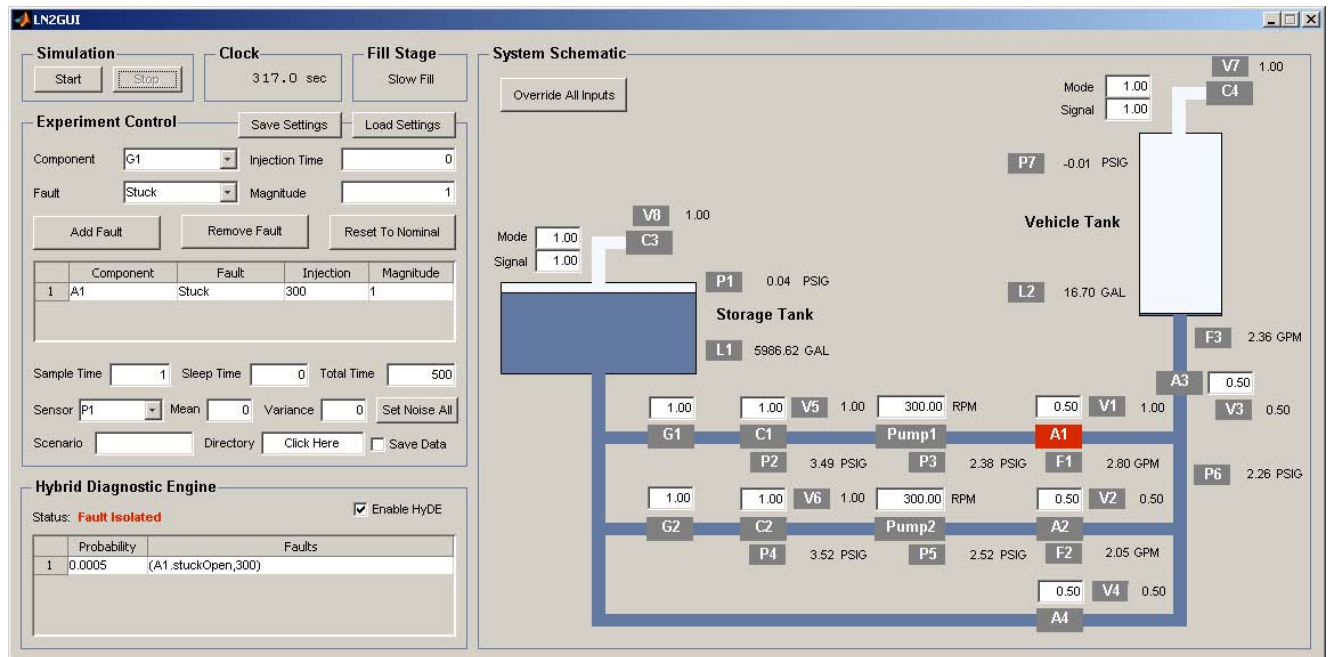 LN2GUI
Simulation
Start Stop
Clock
317.0 sec
Fill Stage
Slow Fill
Experiment Control
Save Settings Load Settings
Component G1 Injection Time 0
Fault Stuck Magnitude 1
Add Fault Remove Fault Reset To Nominal
Component Fault Injection Magnitude
1 A1 Stuck 300 1
Sample Time 1 Sleep Time 0 Total Time 500
Sensor P1 Mean 0 Variance 0 Set Noise All
Scenario Directory Click Here Save Data
Hybrid Diagnostic Engine
Status: Fault Isolated Enable HyDE
Probability Faults
1 0.0005 (A1.stuckOpen,300)
System Schematic
Override All Inputs
V7 1.00
Mode 1.00 C4
Signal 1.00
P7 -0.01 PSIG
Vehicle Tank
L2 16.70 GAL
V8 1.00
Mode 1.00 C3
Signal 1.00
P1 0.04 PSIG
Storage Tank
L1 5986.62 GAL
F3 2.36 GPM
A3 0.50
V3 0.50
1.00 1.00 V5 1.00 300.00 RPM 0.50 V1 1.00
G1 C1 Pump1 A1
P2 3.49 PSIG P3 2.38 PSIG F1 2.80 GPM
P6 2.26 PSIG
1.00 1.00 V6 1.00 300.00 RPM 0.50 V2 0.50
G2 C2 Pump2 A2
P4 3.52 PSIG P5 2.52 PSIG F2 2.05 GPM
0.50 V4 0.50
A4